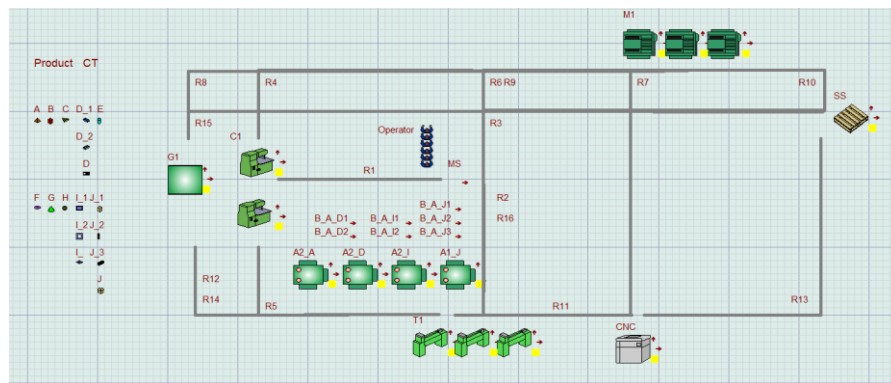 M1
Product CT
R8 R4 R6 R9 R7 R10
SS
A B C D_1 E
R15 C1 Operator R3
D_2
G1 D R1 MS
F G H I_1 J_1
B_A_D1 B_A_I1 B_A_J1 R2
B_A_D2 B_A_I2 B_A_J2 R16
I_2 J_2 B_A_J3
I_ J_3
A2_A A2_D A2_I A1_J
J R12
R14 R5 R11 R13
T1 CNC